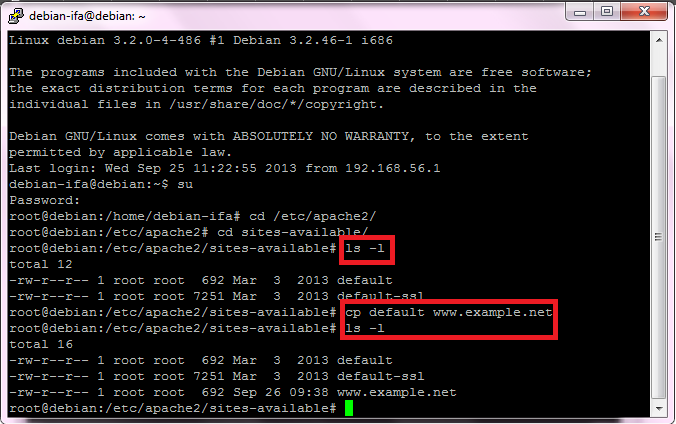 debian-ifa@debian: ~
Linux debian 3.2.0-4-486 #1 Debian 3.2.46-1 i686
The programs included with the Debian GNU/Linux system are free software;
the exact distribution terms for each program are described in the
individual files in /usr/share/doc/*/copyright.
Debian GNU/Linux comes with ABSOLUTELY NO WARRANTY, to the extent
permitted by applicable law.
Last login: Wed Sep 25 11:22:55 2013 from 192.168.56.1
debian-ifa@debian:~$ su
Password:
root@debian:/home/debian-ifa# cd /etc/apache2/
root@debian:/etc/apache2# cd sites-available/
root@debian:/etc/apache2/sites-available# ls -l
total 12
-rw-r--r-- 1 root root  692 Mar  3  2013 default
-rw-r--r-- 1 root root 7251 Mar  3  2013 default-ssl
root@debian:/etc/apache2/sites-available# cp default www.example.net
root@debian:/etc/apache2/sites-available# ls -l
total 16
-rw-r--r-- 1 root root  692 Mar  3  2013 default
-rw-r--r-- 1 root root 7251 Mar  3  2013 default-ssl
-rw-r--r-- 1 root root  692 Sep 26 09:38 www.example.net
root@debian:/etc/apache2/sites-available#